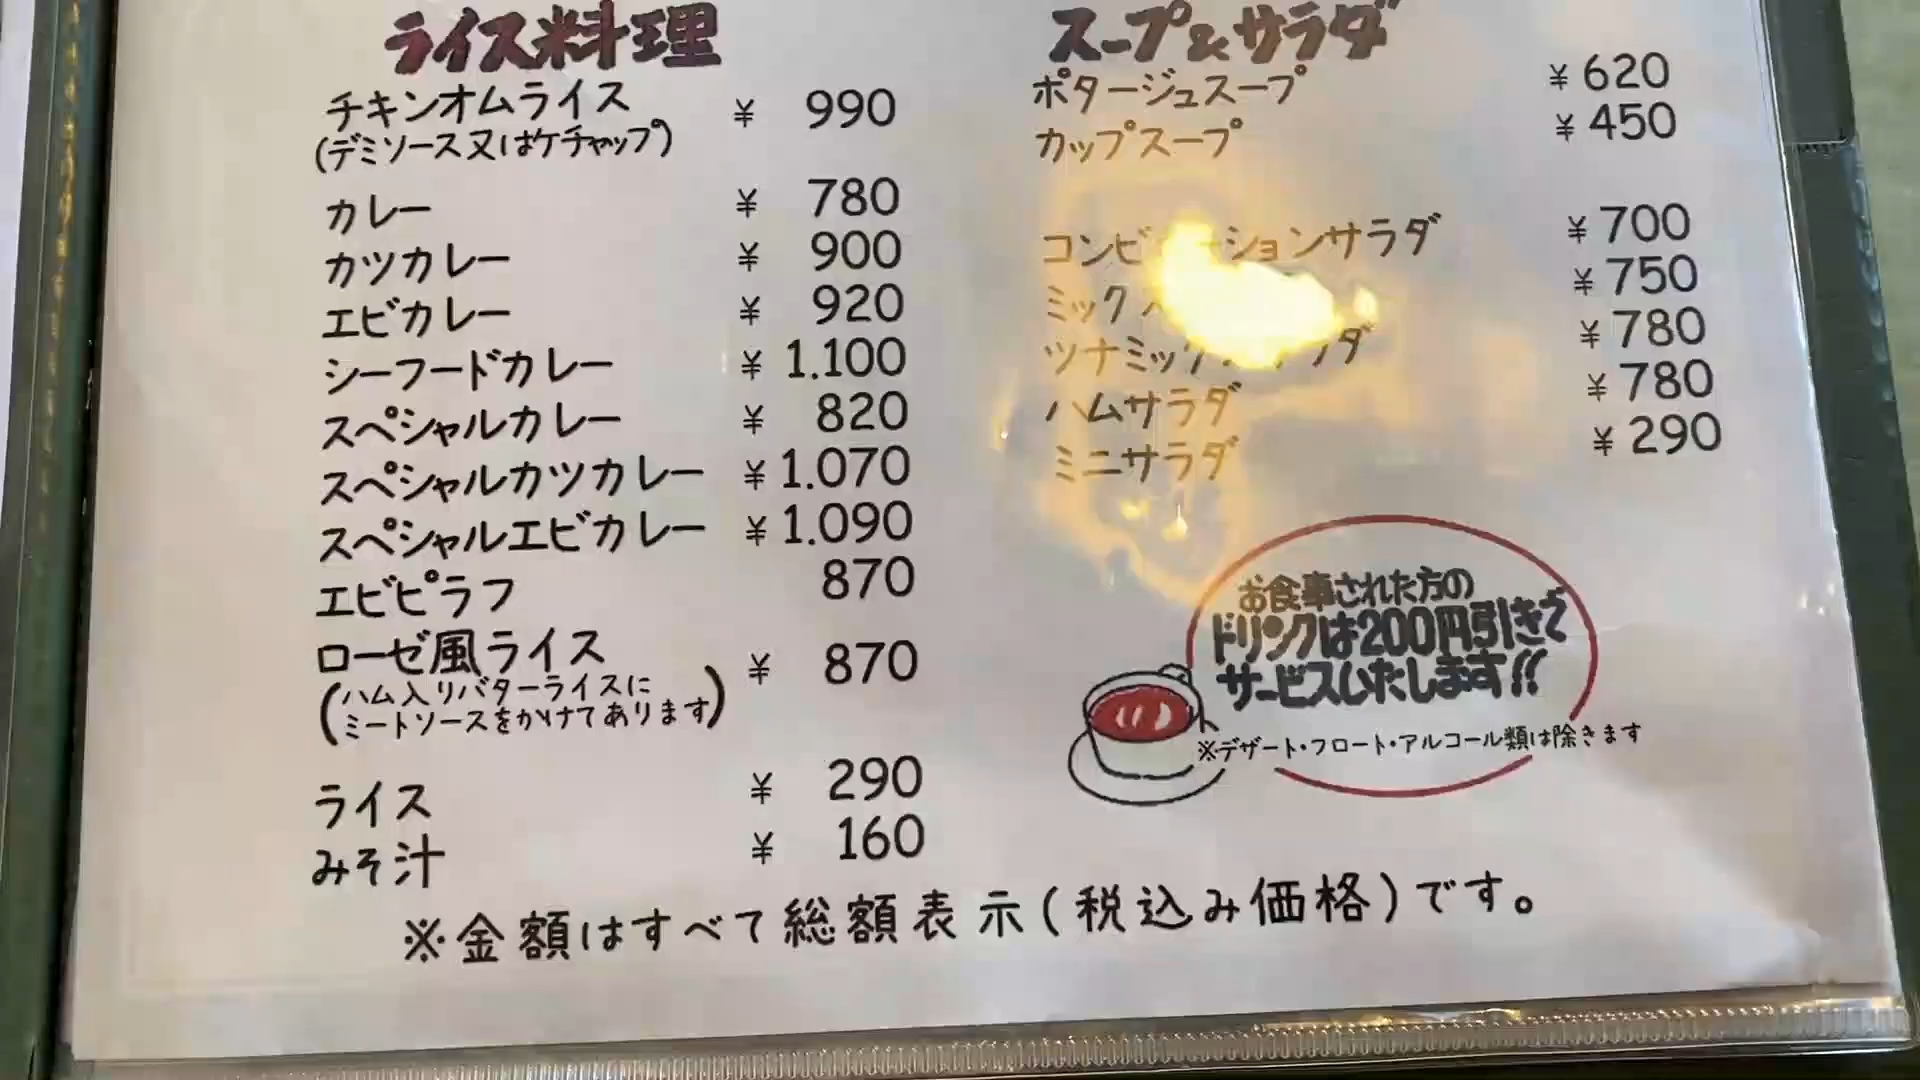 ライス料理
チキンオムライス ¥ 990
(デミソース又はケチャップ)
カレー ¥ 780
カツカレー ¥ 900
エビカレー ¥ 920
シーフードカレー ¥ 1.100
スペシャルカレー ¥ 820
スペシャルカツカレー ¥ 1.070
スペシャルエビカレー ¥ 1.090
エビピラフ 870
ローゼ風ライス ¥ 870
(ハム入りバターライスに
ミートソースをかけてあります)
ライス ¥ 290
みそ汁 ¥ 160
スープ&サラダ
ポタージュスープ ¥ 620
カップスープ ¥ 450
¥ 700
¥ 750
¥ 780
ハムサラダ ¥ 780
ミニサラダ ¥ 290
お食事された方の
ドリンクは200円引きで
サービスいたします!!
※デザート・フロート・アルコール類は除きます
※金額はすべて総額表示(税込み価格)です。